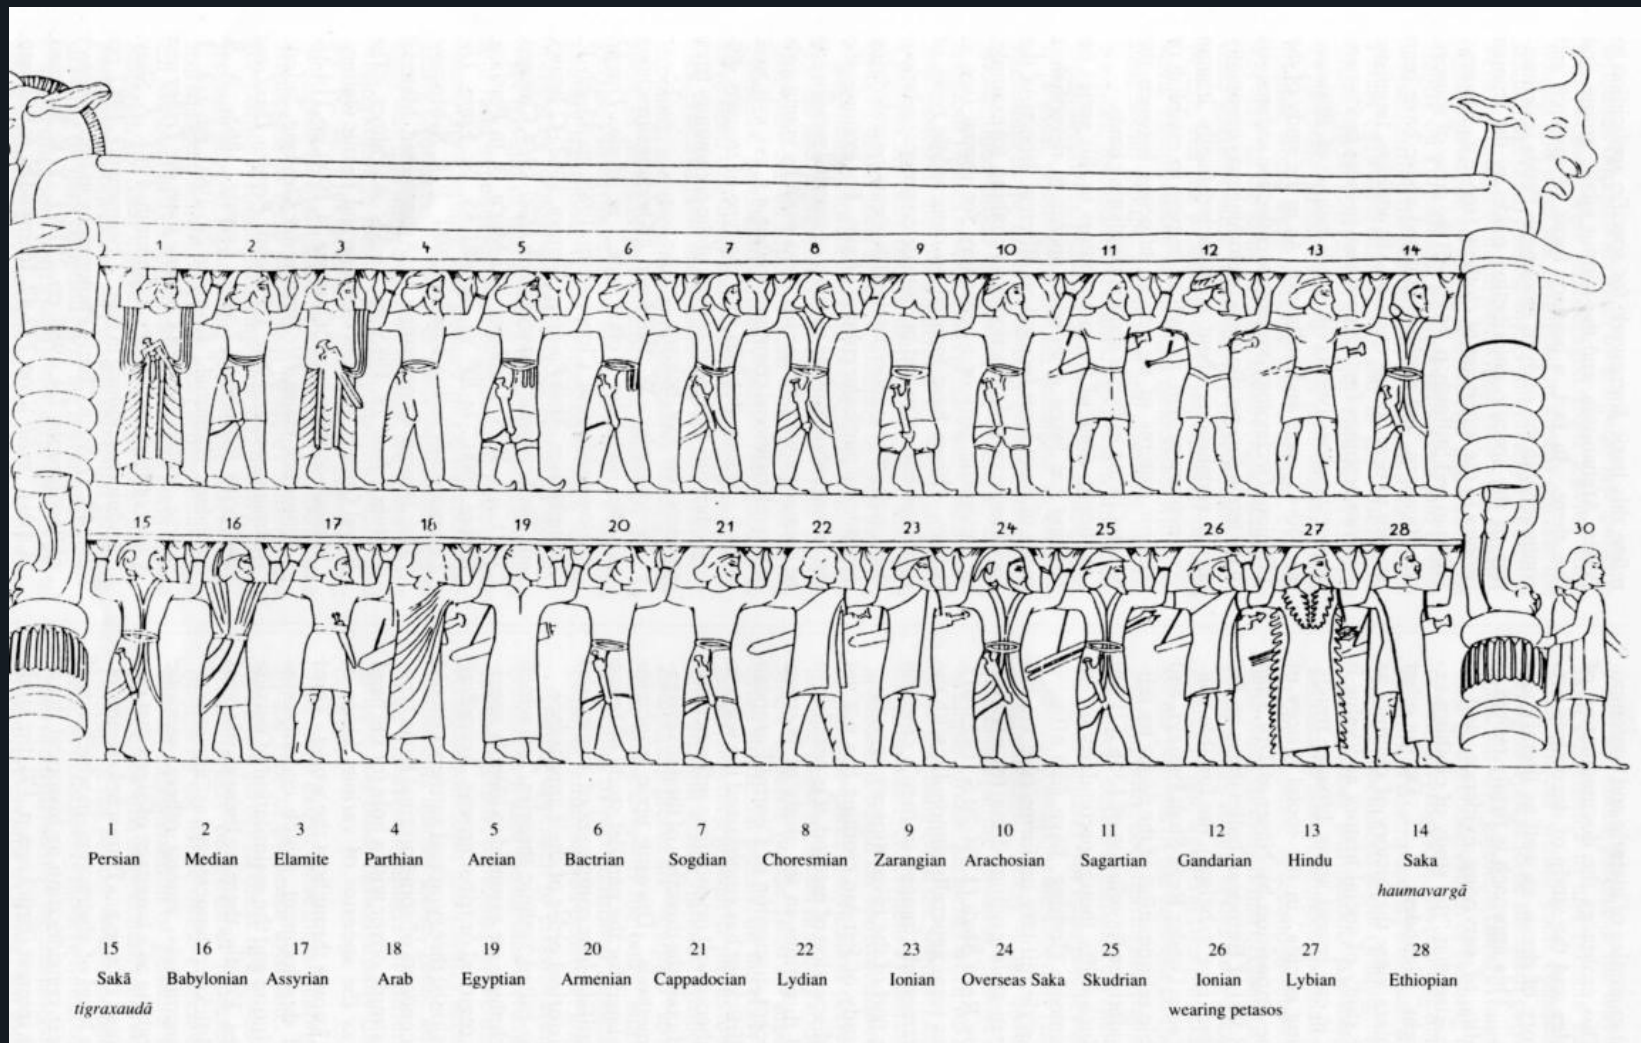 1 2 3 4 5 6 7 8 9 10 11 12 13 14
15 16 17 18 19 20 21 22 23 24 25 26 27 28 30
1 2 3 4 5 6 7 8 9 10 11 12 13 14
Persian Median Elamite Parthian Areian Bactrian Sogdian Choresmian Zarangian Arachosian Sagartian Gandarian Hindu Saka
haumavargā
15 16 17 18 19 20 21 22 23 24 25 26 27 28
Sakā Babylonian Assyrian Arab Egyptian Armenian Cappadocian Lydian Ionian Overseas Saka Skudrian Ionian Lybian Ethiopian
tigraxaudā wearing petasos